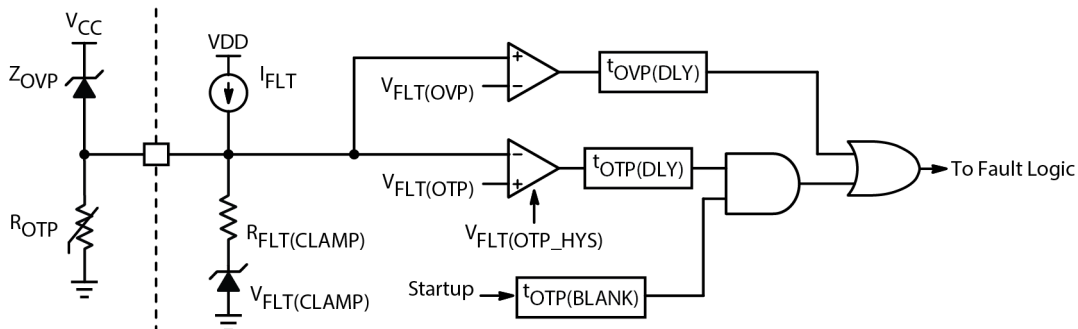 VCC
ZOVP
ROTP
VDD
IFLT
RFLT(CLAMP)
VFLT(CLAMP)
VFLT(OVP)
+
−
tOVP(DLY)
VFLT(OTP)
−
+
tOTP(DLY)
VFLT(OTP_HYS)
Startup
tOTP(BLANK)
To Fault Logic